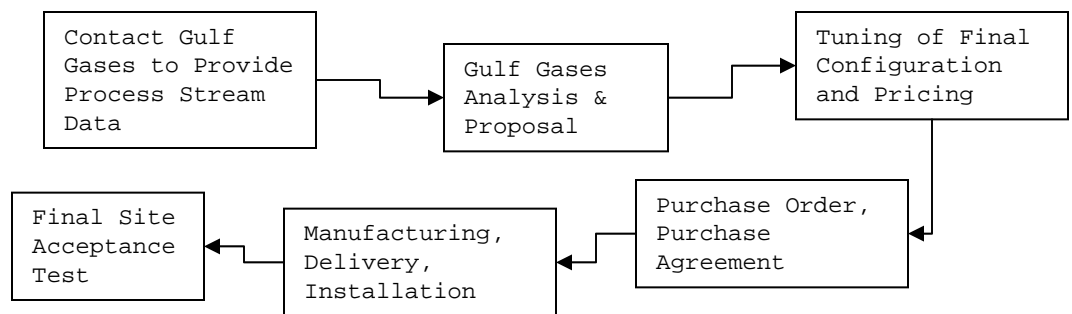 Contact Gulf
Gases to Provide
Process Stream
Data
Gulf Gases
Analysis &
Proposal
Tuning of Final
Configuration
and Pricing
Purchase Order,
Purchase
Agreement
Manufacturing,
Delivery,
Installation
Final Site
Acceptance
Test